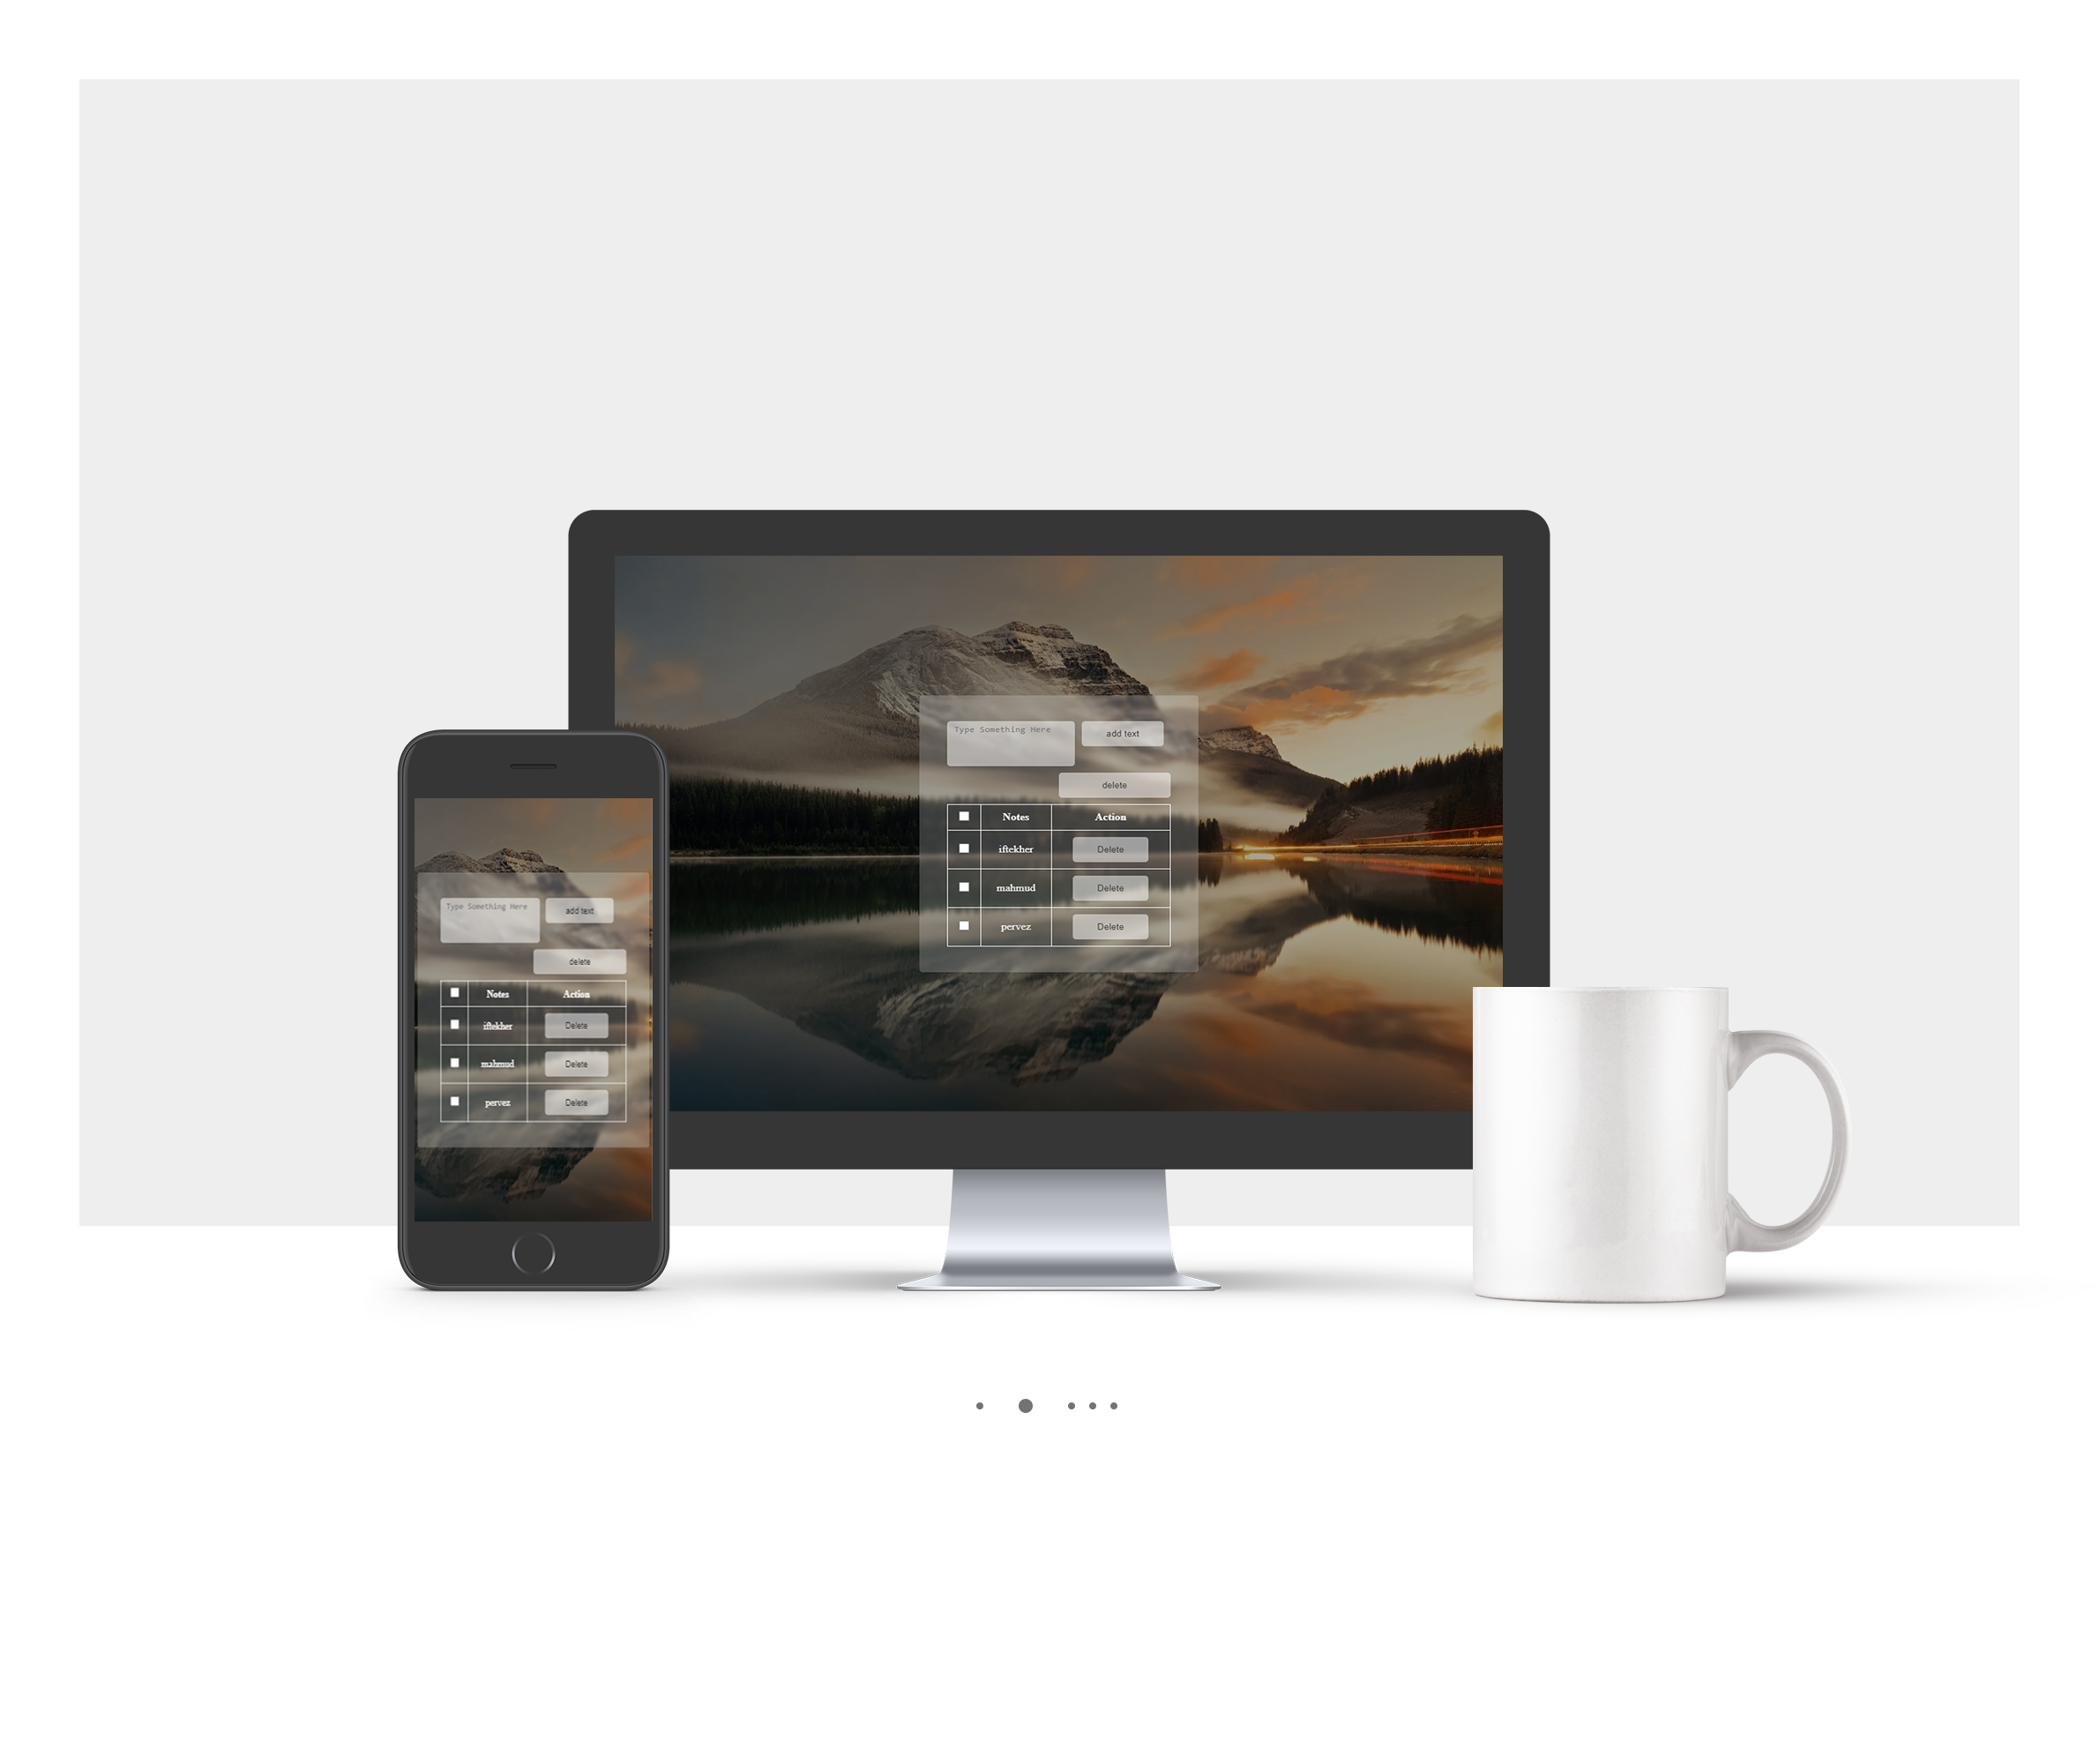 Type Something Here
add text
delete
Notes Action
iftekher Delete
mahmud Delete
pervez Delete
Type Something Here
add text
delete
Notes Action
iftekher Delete
mahmud Delete
pervez Delete